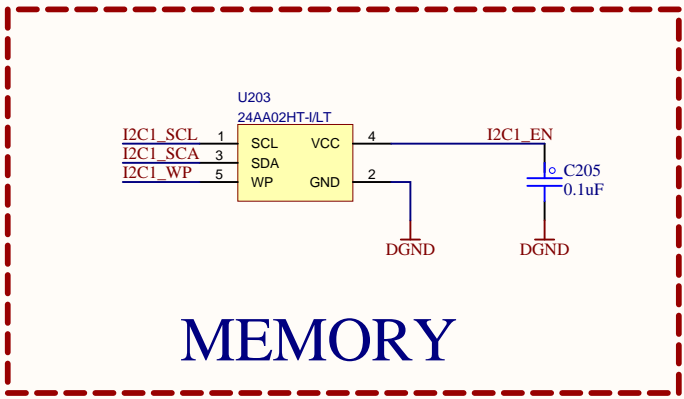 U203
24AA02HT-I/LT
I2C1_SCL 1 SCL VCC 4 I2C1_EN
I2C1_SCA 3 SDA
I2C1_WP 5 WP GND 2
C205
0.1uF
DGND DGND
MEMORY